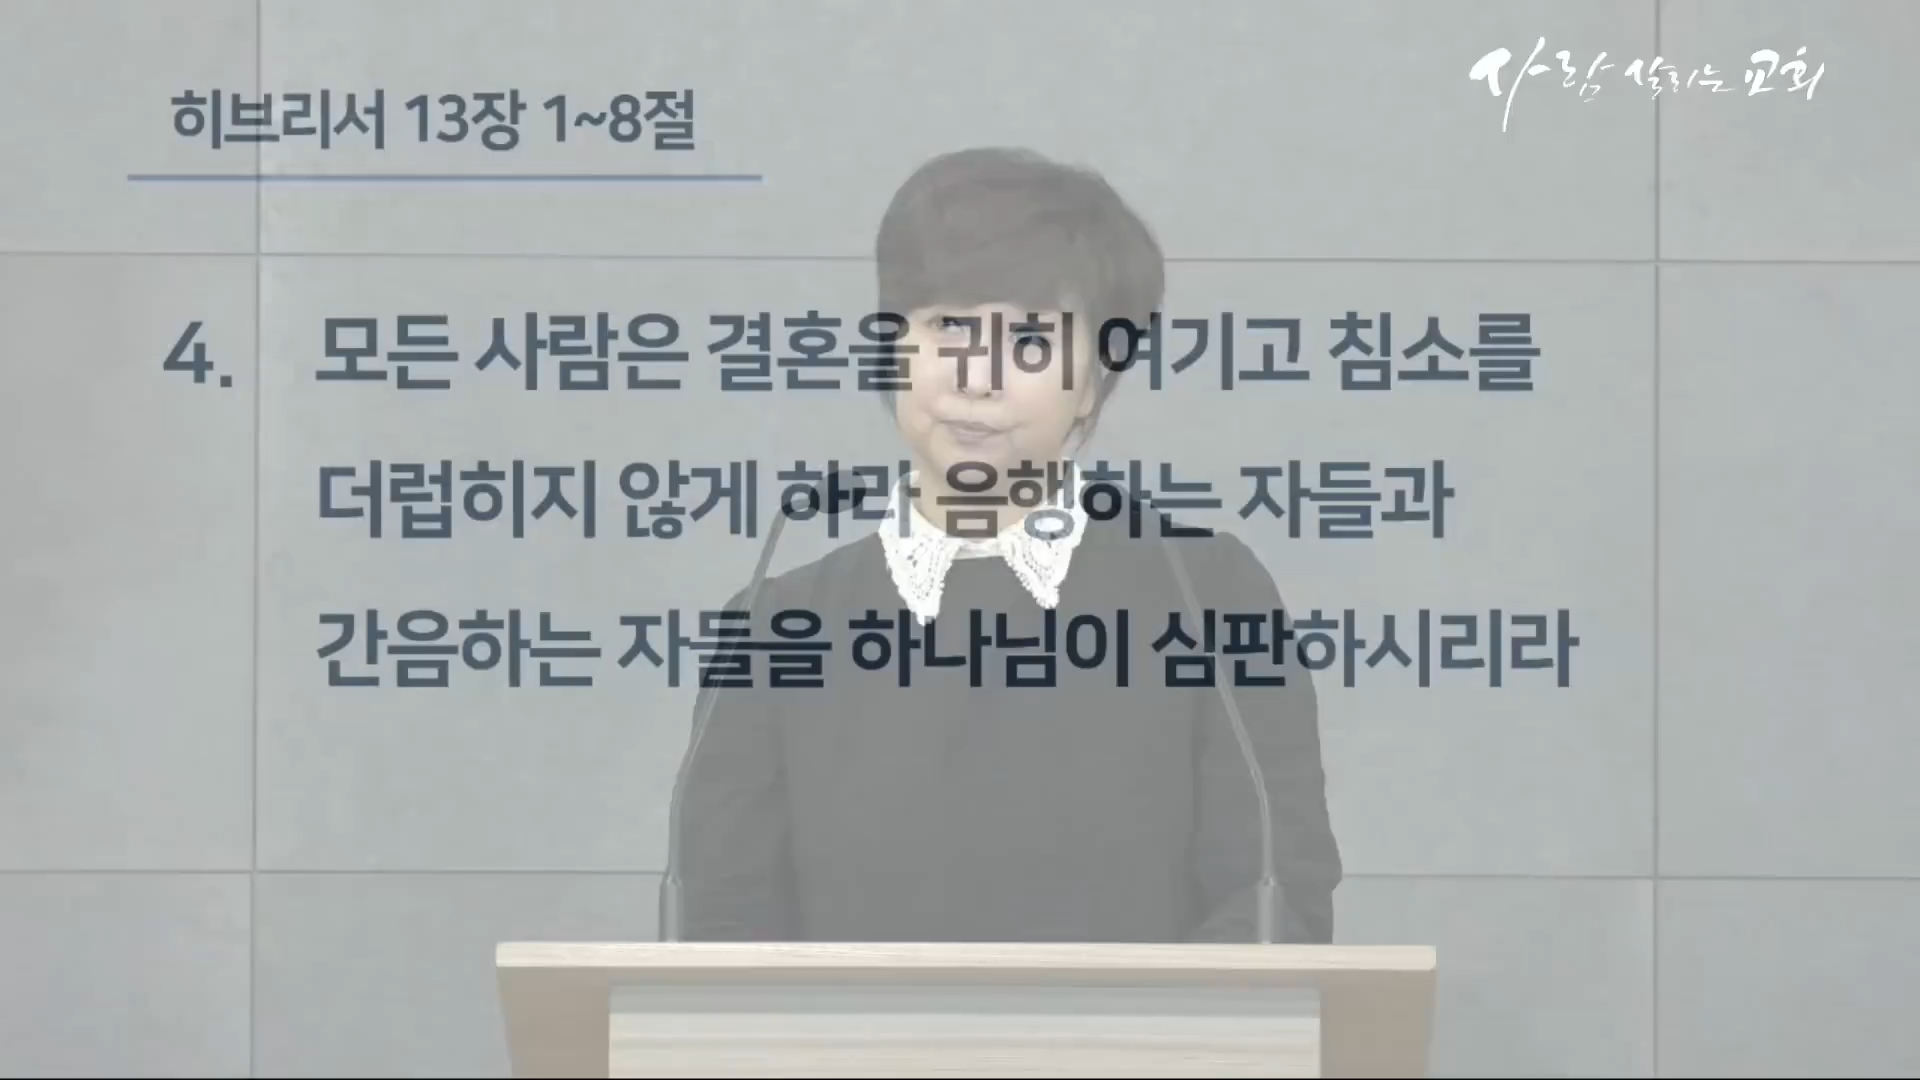 사람 살리는 교회
히브리서 13장 1~8절
4. 모든 사람은 결혼을 귀히 여기고 침소를
더럽히지 않게 하라 음행하는 자들과
간음하는 자들을 하나님이 심판하시리라